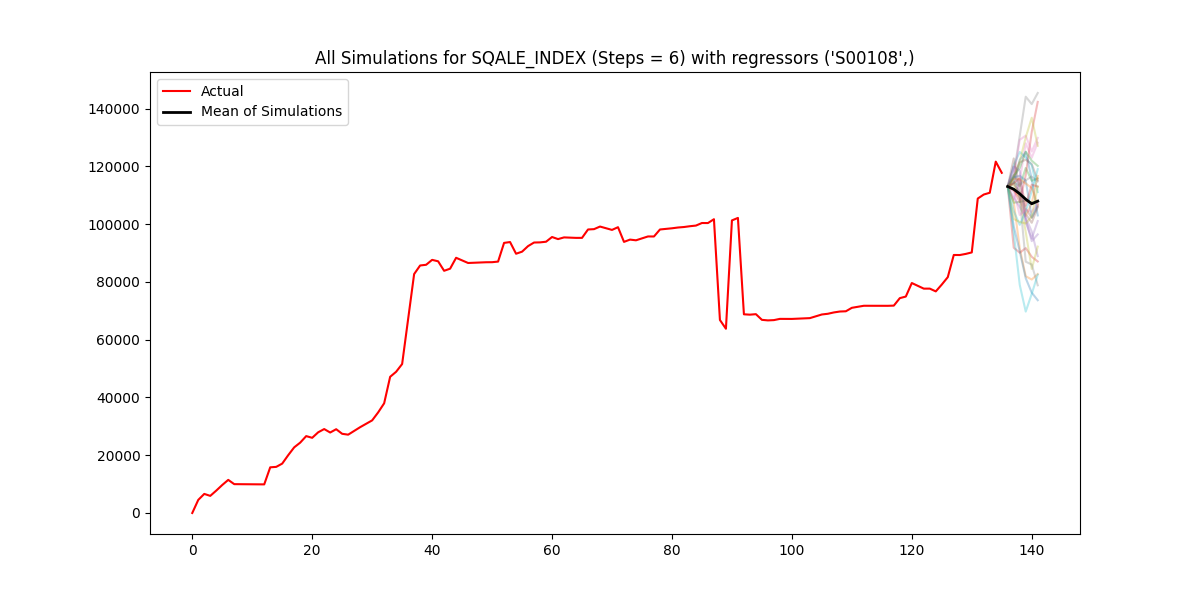 All Simulations for SQALE_INDEX (Steps = 6) with regressors ('S00108',)
Actual
Mean of Simulations
140000
120000
100000
80000
60000
40000
20000
0
0 20 40 60 80 100 120 140